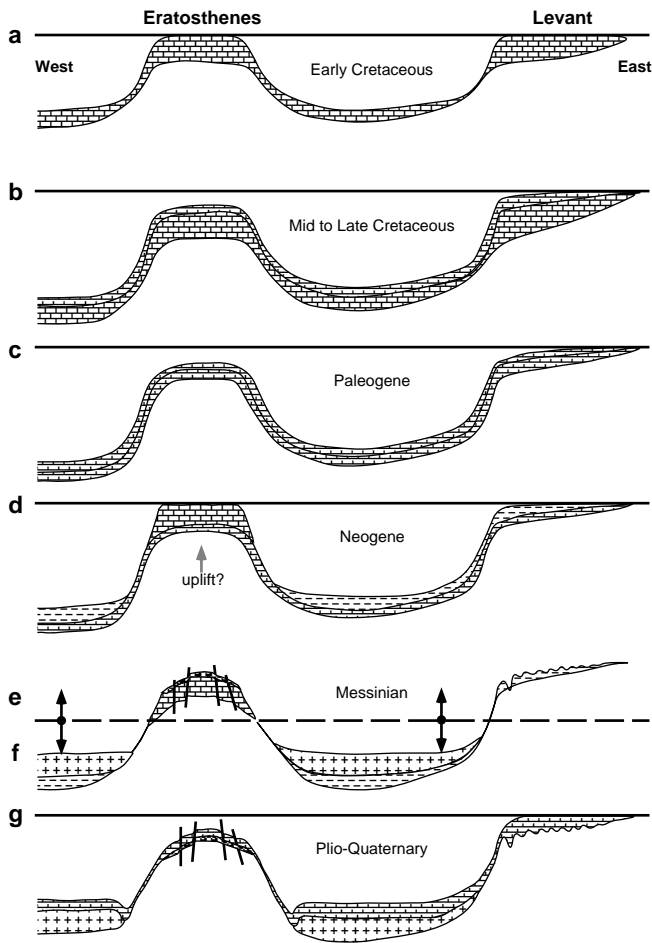 Eratosthenes
Levant
a
West
Early Cretaceous
East
b
Mid to Late Cretaceous
c
Paleogene
d
Neogene
uplift?
e
Messinian
f
g
Plio-Quaternary